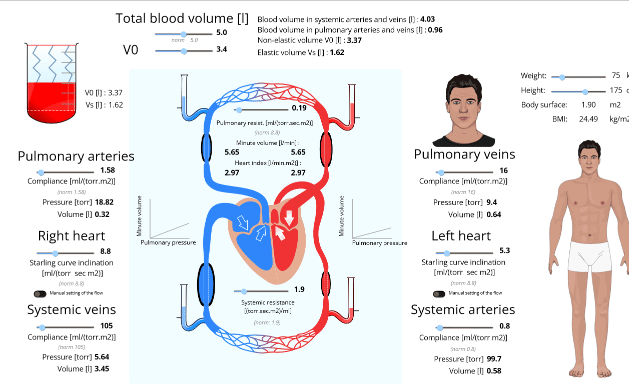 Total blood volume [l] 5.0
norm 5.0
V0 3.4
Blood volume in systemic arteries and veins [l] : 4.03
Blood volume in pulmonary arteries and veins [l] : 0.96
Non-elastic volume V0 [l] : 3.37
Elastic volume Vs [l] : 1.62
V0 [l] : 3.37
Vs [l] : 1.62
Weight: 75
Height: 175
Body surface: 1.90 m2
BMI: 24.49 kg/m2
0.19
Pulmonary resist. [ml/(torr.sec.m2)]
Minute volume [l/min] :
5.65 5.65
Heart index [l/min.m2)] :
2.97 2.97
Pulmonary arteries
1.58
Compliance [ml/(torr.m2)]
(norm 1.58)
Pressure [torr] 18.82
Volume [l] 0.32
Minute volume
Pulmonary pressure
Right heart
8.8
Starling curve inclination
[ml/(torr sec m2)]
(norm 8.8)
Manual setting of the flow
Systemic veins
105
Compliance [ml/(torr m2)]
(norm 105)
Pressure [torr] 5.64
Volume [l] 3.45
1.9
Systemic resistance
(norm: 1.9)
Pulmonary veins
16
Compliance [ml/(torr.m2)]
(norm 16)
Pressure [torr] 9.4
Volume [l] 0.64
Minute volume
Pulmonary pressure
Left heart
5.3
Starling curve inclination
[ml/(torr sec m2)]
(norm 8.8)
Manual setting of the flow
Systemic arteries
0.8
Compliance [ml/(torr m2)]
(norm 0.8)
Pressure [torr] 99.7
Volume [l] 0.58